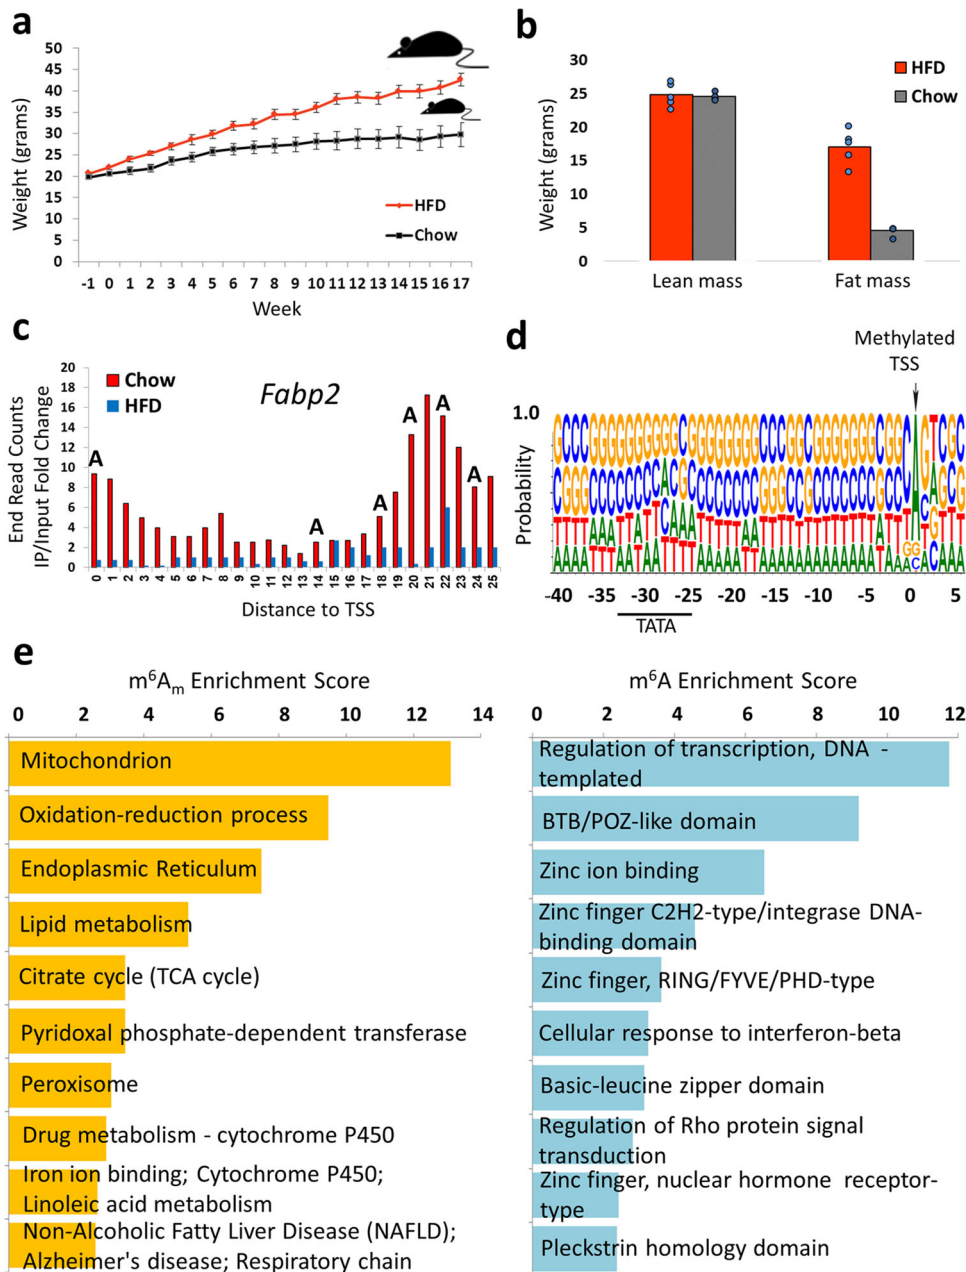 a
Weight (grams)
50
45
40
35
30
25
20
15
10
5
0
HFD
Chow
-1 0 1 2 3 4 5 6 7 8 9 10 11 12 13 14 15 16 17
Week
b
Weight (grams)
30
25
20
15
10
5
0
HFD
Chow
Lean mass
Fat mass
c
End Read Counts
IP/Input Fold Change
20
18
16
14
12
10
8
6
4
2
0
Chow
HFD
Fabp2
A
A
A
A
A
A
0 1 2 3 4 5 6 7 8 9 10 11 12 13 14 15 16 17 18 19 20 21 22 23 24 25
Distance to TSS
d
Methylated
TSS
1.0
Probability
-40 -35 -30 -25 -20 -15 -10 -5 0 5
TATA
e
m⁶Aₘ Enrichment Score
0 2 4 6 8 10 12 14
Mitochondrion
Oxidation-reduction process
Endoplasmic Reticulum
Lipid metabolism
Citrate cycle (TCA cycle)
Pyridoxal phosphate-dependent transferase
Peroxisome
Drug metabolism - cytochrome P450
Iron ion binding; Cytochrome P450;
Linoleic acid metabolism
Non-Alcoholic Fatty Liver Disease (NAFLD);
Alzheimer's disease; Respiratory chain
m⁶A Enrichment Score
0 2 4 6 8 10 12
Regulation of transcription, DNA -
templated
BTB/POZ-like domain
Zinc ion binding
Zinc finger C2H2-type/integrase DNA-
binding domain
Zinc finger, RING/FYVE/PHD-type
Cellular response to interferon-beta
Basic-leucine zipper domain
Regulation of Rho protein signal
transduction
Zinc finger, nuclear hormone receptor-
type
Pleckstrin homology domain